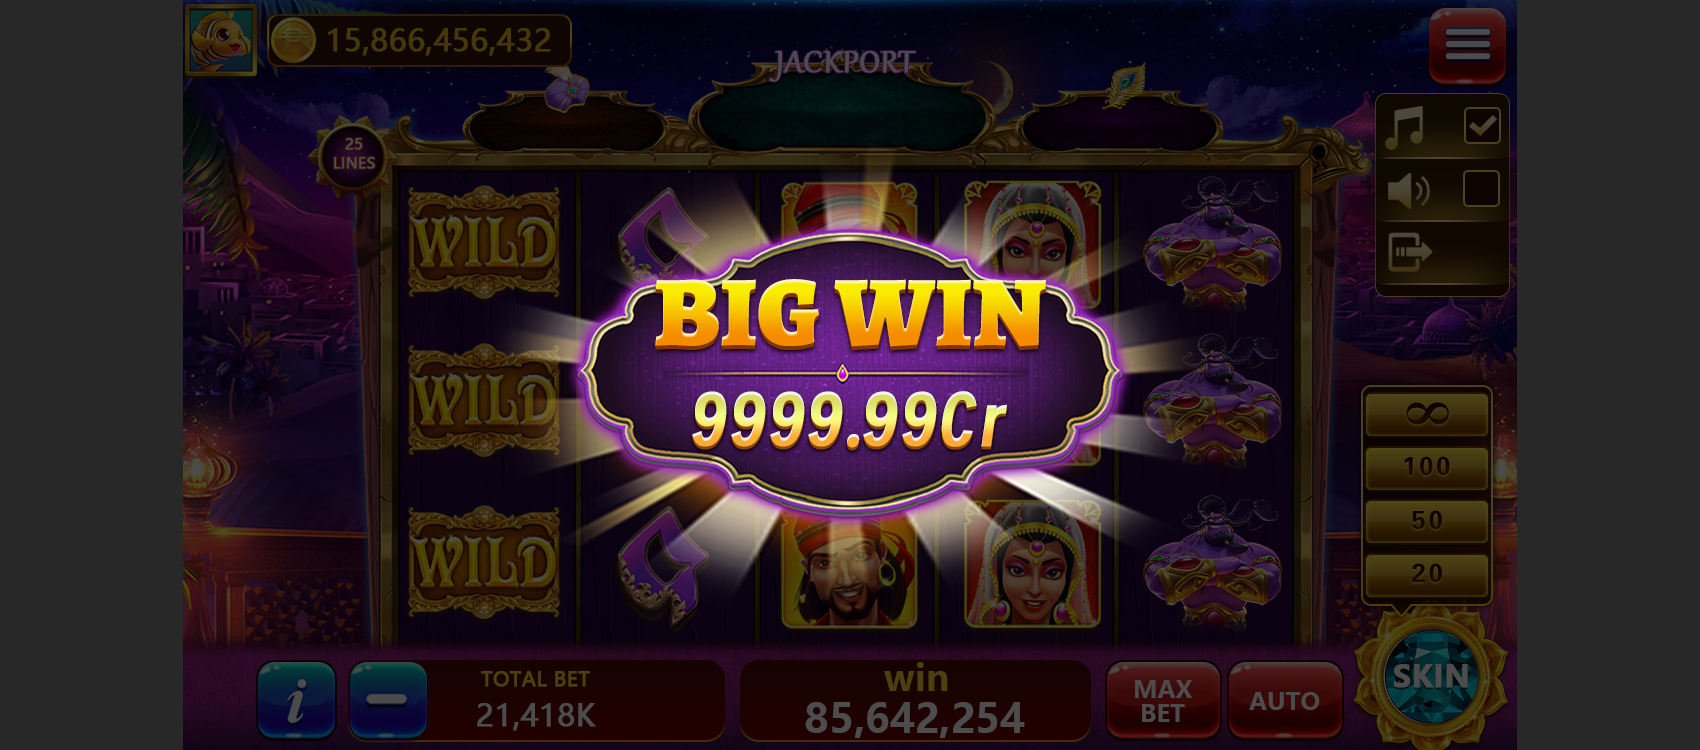 15,866,456,432
JACKPORT
25
LINES
WILD
BIG WIN
9999.99Cr
WILD
WILD
∞
100
50
20
i
TOTAL BET
21,418K
win
85,642,254
MAX
BET
AUTO
SKIN